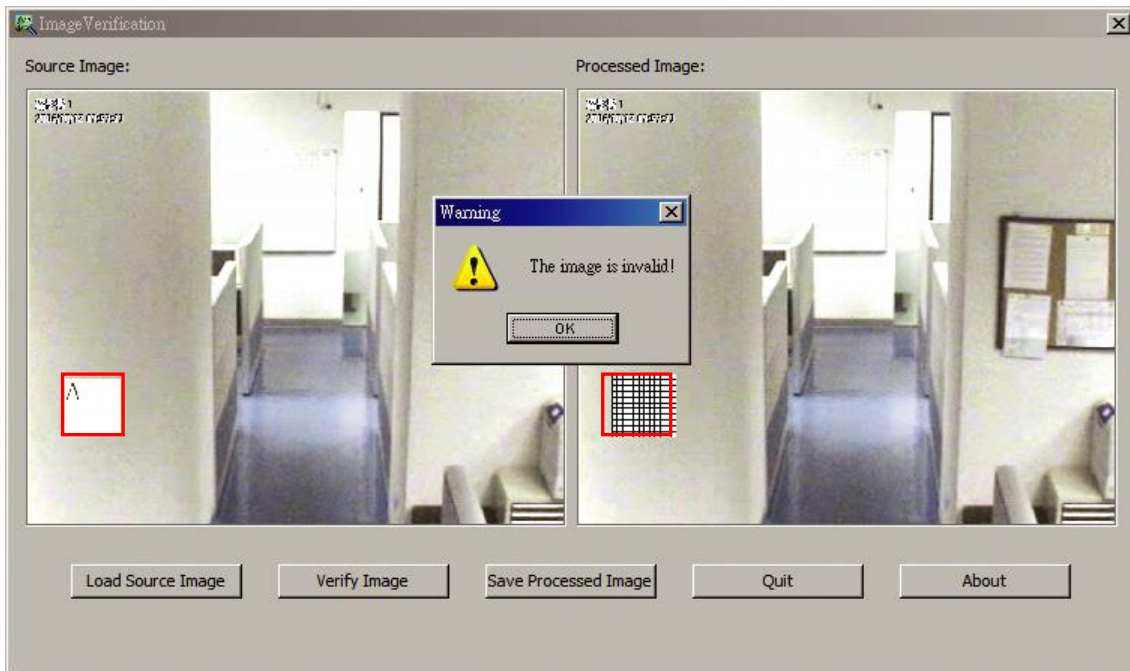 ImageVerification
Source Image:
Processed Image:
Warning
The image is invalid!
OK
Load Source Image
Verify Image
Save Processed Image
Quit
About